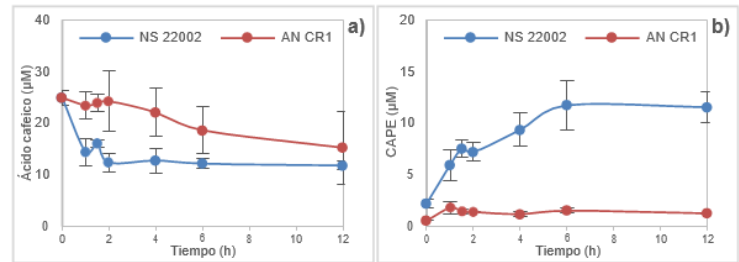 NS 22002 AN CR1 a)
Ácido cafeico (µM)
40
30
20
10
0
0 2 4 6 8 10 12
Tiempo (h)
NS 22002 AN CR1 b)
CAPE (µM)
20
15
10
5
0
0 2 4 6 8 10 12
Tiempo (h)